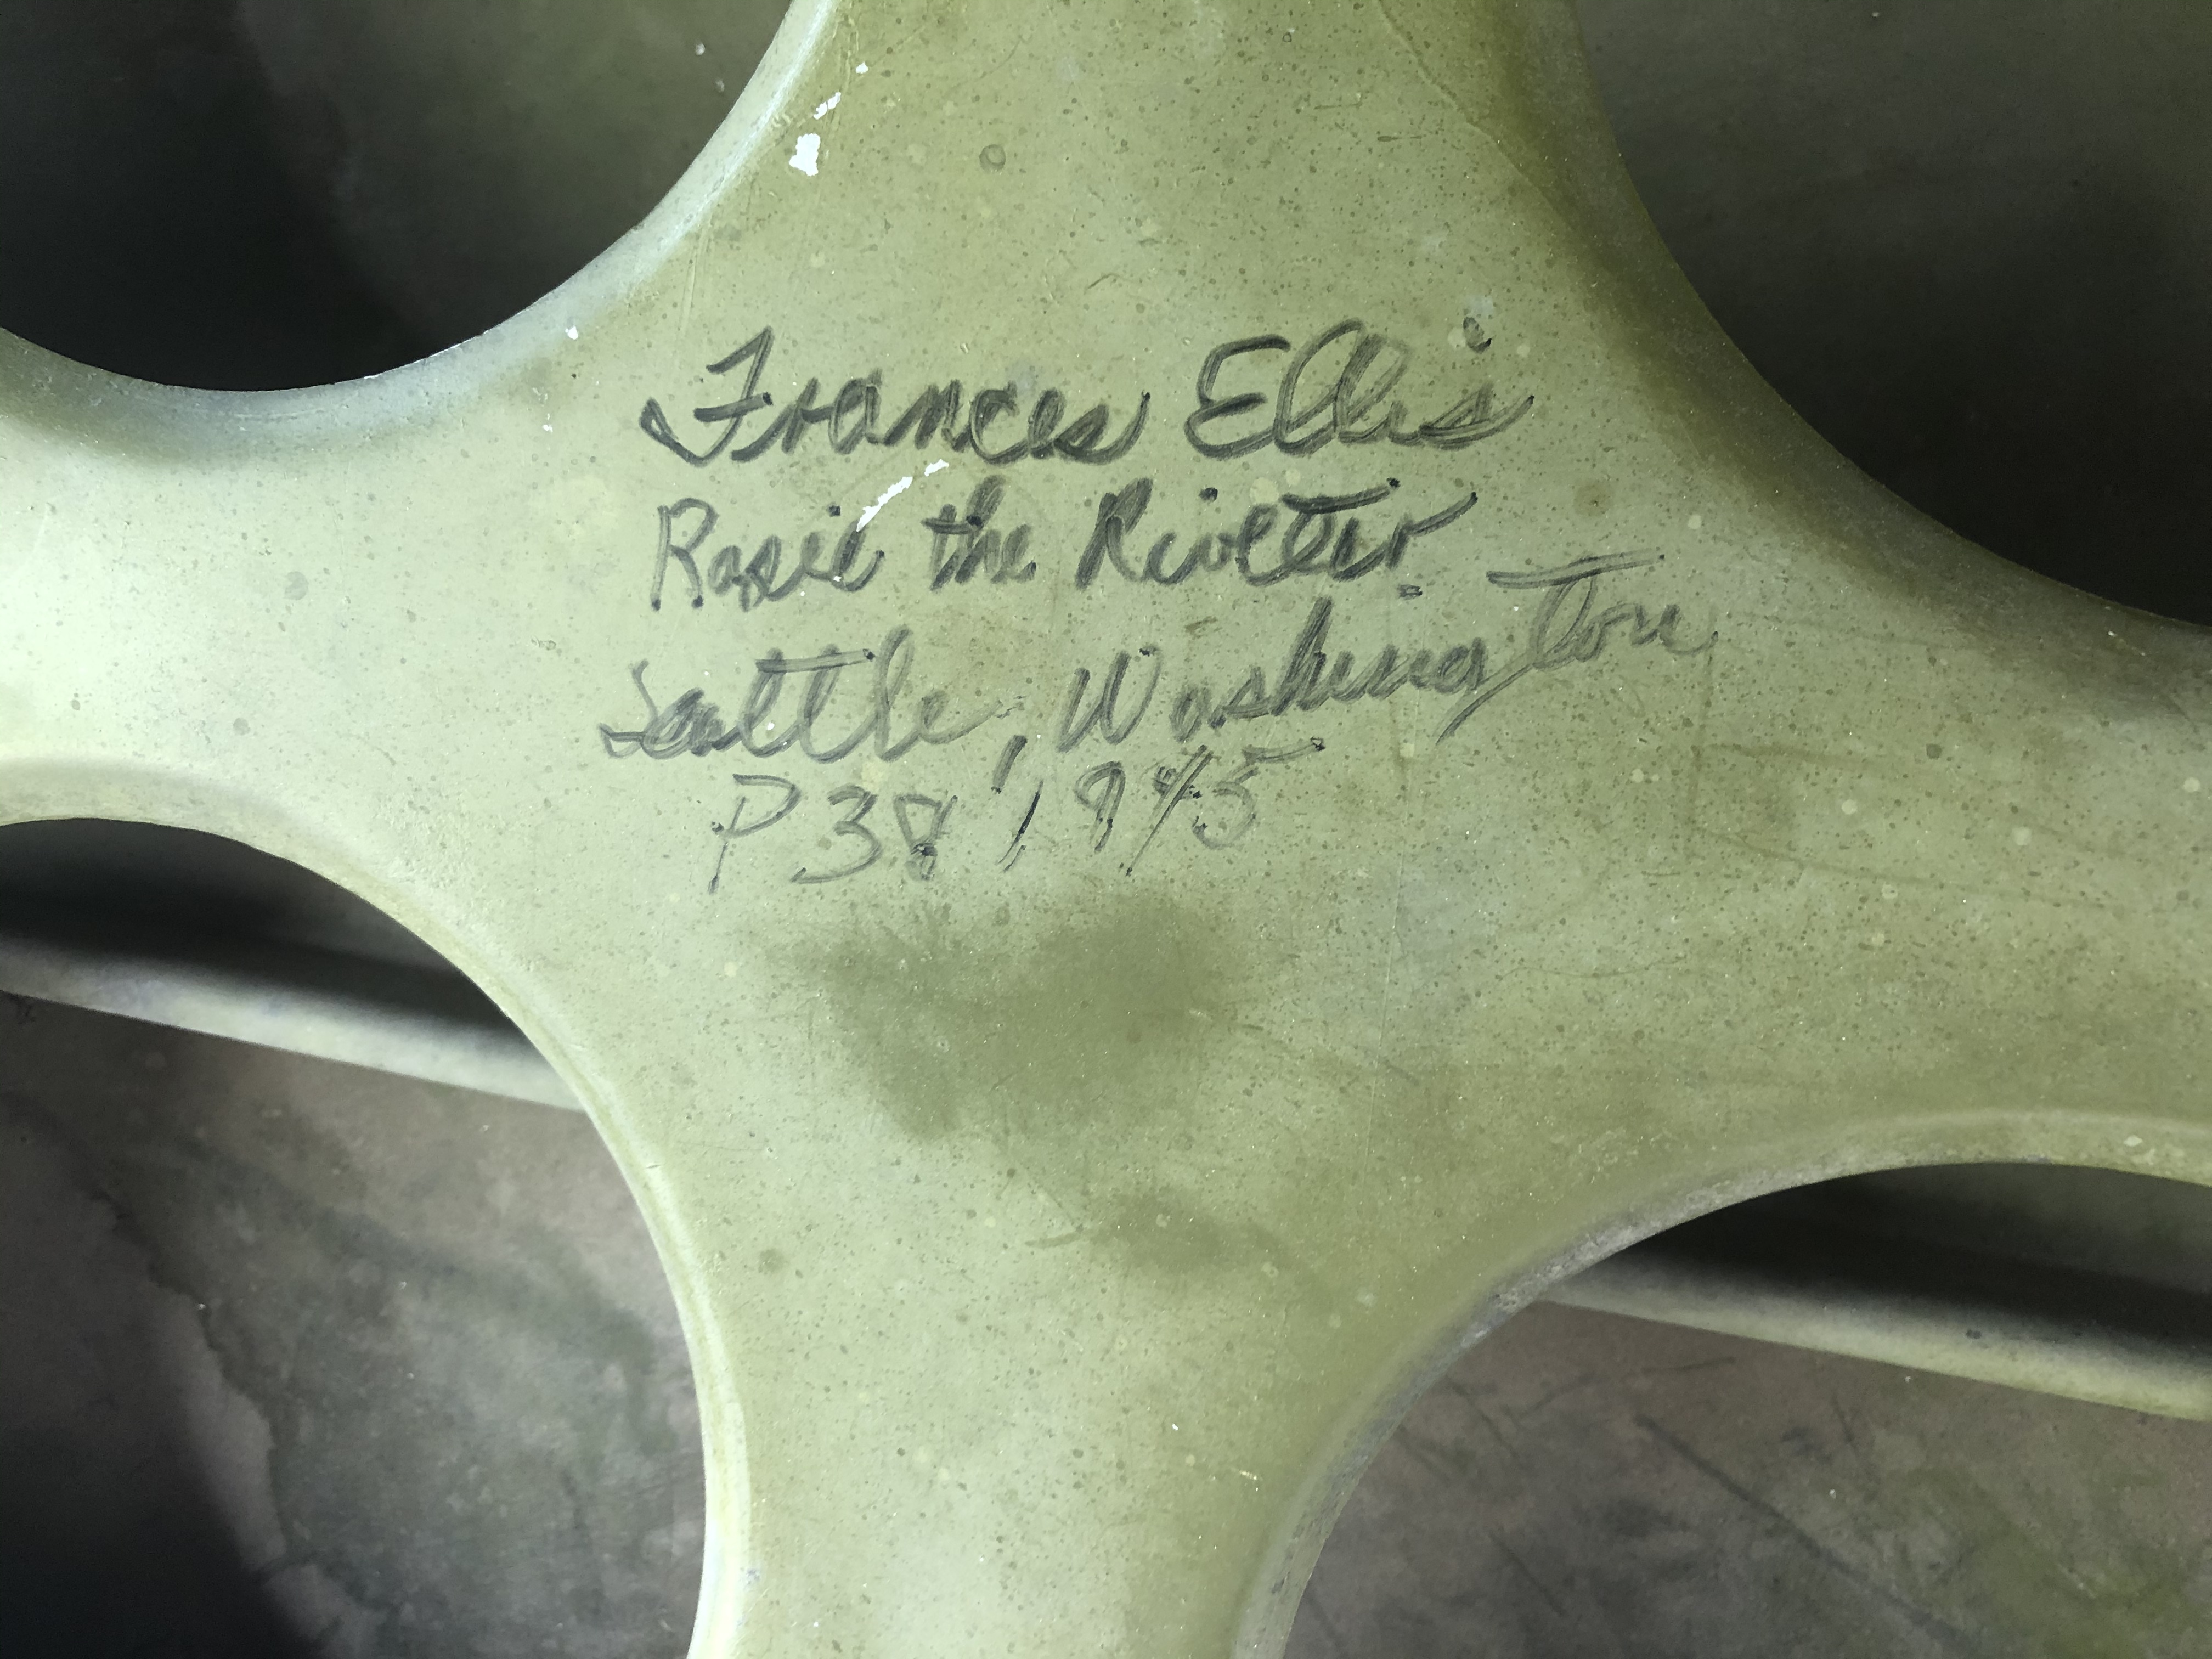 Frances Ellis
Rosie the Riveter
Seattle, Washington
P38, 1945